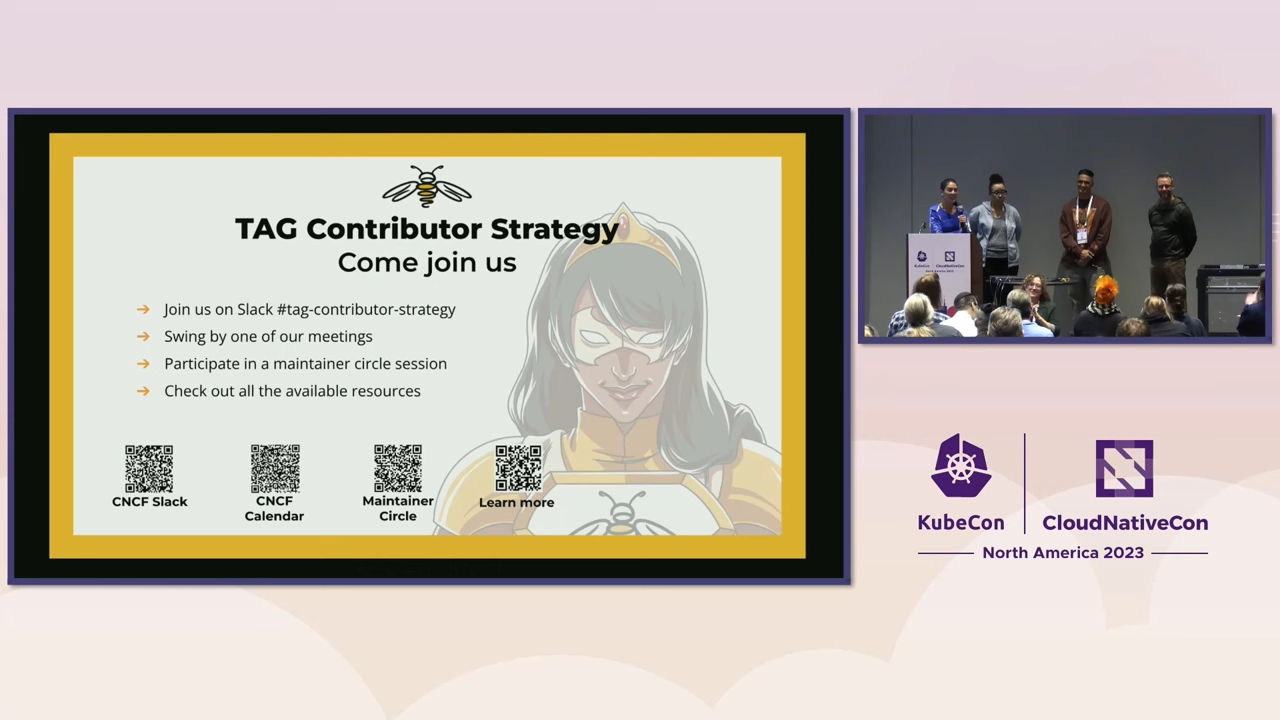 TAG Contributor Strategy
Come join us
➔ Join us on Slack #tag-contributor-strategy
➔ Swing by one of our meetings
➔ Participate in a maintainer circle session
➔ Check out all the available resources
CNCF Slack
CNCF
Calendar
Maintainer
Circle
Learn more
KubeCon
CloudNativeCon
KubeCon
CloudNativeCon
North America 2023